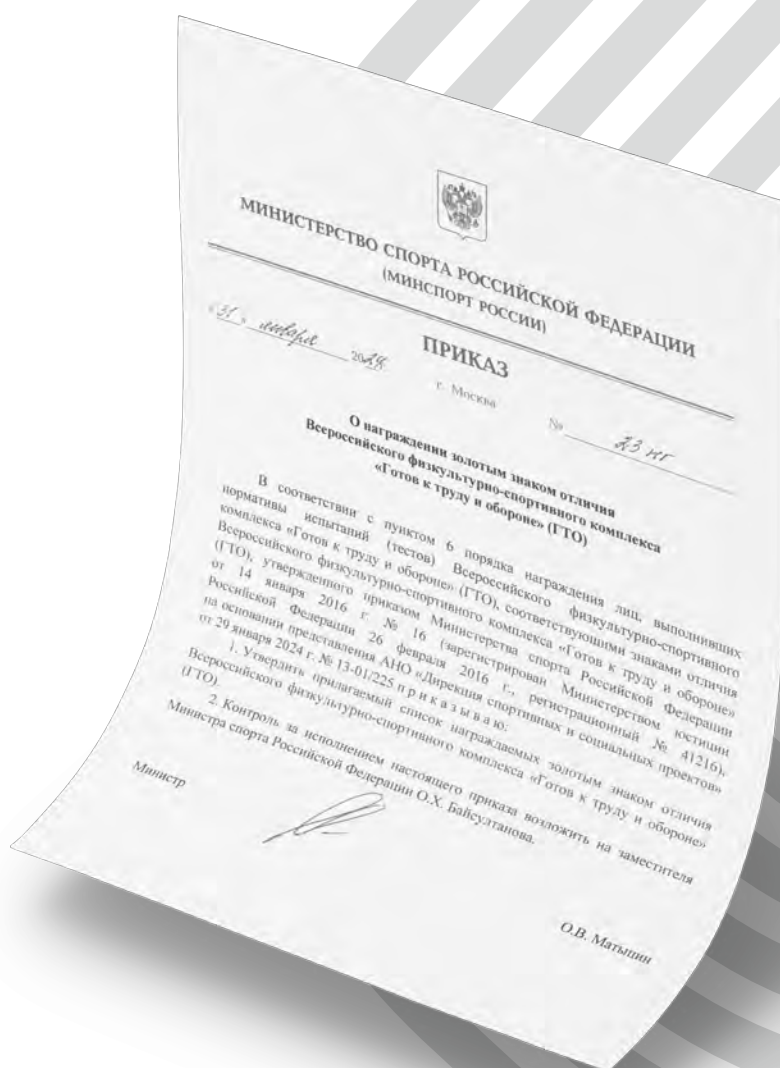 МИНИСТЕРСТВО СПОРТА РОССИЙСКОЙ ФЕДЕРАЦИИ
(МИНСПОРТ РОССИИ)
ПРИКАЗ
«31» января 2024
г. Москва
№ 23 нг
О награждении золотым знаком отличия
Всероссийского физкультурно-спортивного комплекса
«Готов к труду и обороне» (ГТО)
В соответствии с пунктом 6 порядка награждения лиц, выполнивших
нормативы испытаний (тестов) Всероссийского физкультурно-спортивного
комплекса «Готов к труду и обороне» (ГТО), соответствующими знаками отличия
Всероссийского физкультурно-спортивного комплекса «Готов к труду и обороне»
(ГТО), утвержденного приказом Министерства спорта Российской Федерации
от 14 января 2016 г. № 16 (зарегистрирован Министерством юстиции
Российской Федерации 26 февраля 2016 г., регистрационный № 41216),
на основании представления АНО «Дирекция спортивных и социальных проектов»
от 29 января 2024 г. № 13-01/225 п р и к а з ы в а ю:
1. Утвердить прилагаемый список награждаемых золотым знаком отличия
Всероссийского физкультурно-спортивного комплекса «Готов к труду и обороне»
(ГТО).
2. Контроль за исполнением настоящего приказа возложить на заместителя
Министра спорта Российской Федерации О.Х. Байсултанова.
Министр
О.В. Матыцин